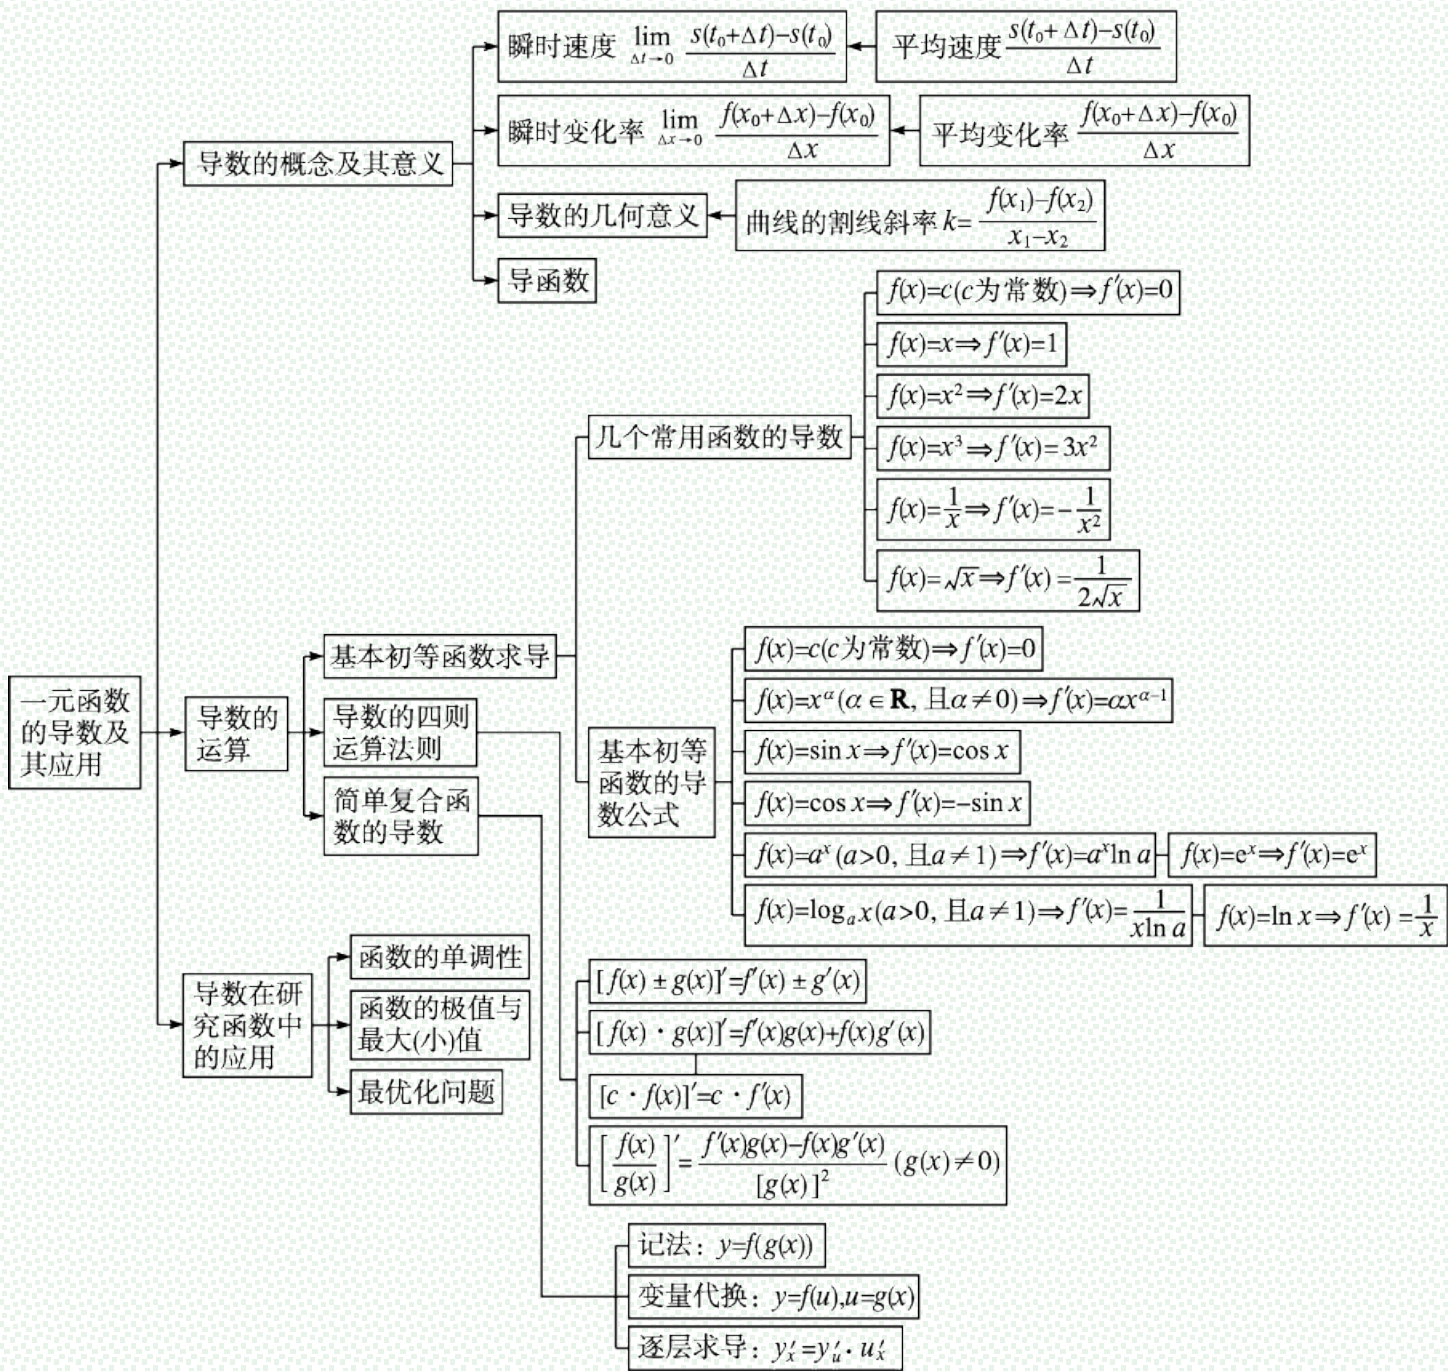 瞬时速度 lim Δt→0 s(t₀+Δt)−s(t₀)/Δt
平均速度 s(t₀+Δt)−s(t₀)/Δt
瞬时变化率 lim Δx→0 f(x₀+Δx)−f(x₀)/Δx
平均变化率 f(x₀+Δx)−f(x₀)/Δx
导数的概念及其意义
导数的几何意义
曲线的割线斜率k= f(x₁)−f(x₂)/x₁−x₂
导函数
f(x)=c(c为常数)⇒f′(x)=0
f(x)=x⇒f′(x)=1
f(x)=x²⇒f′(x)=2x
几个常用函数的导数
f(x)=x³⇒f′(x)=3x²
f(x)=1/x⇒f′(x)=−1/x²
f(x)=√x⇒f′(x)=1/2√x
基本初等函数求导
f(x)=c(c为常数)⇒f′(x)=0
f(x)=x^α(α∈R, 且α≠0)⇒f′(x)=αx^(α−1)
一元函数
的导数及
其应用
导数的
运算
导数的四则
运算法则
简单复合函
数的导数
基本初等
函数的导
数公式
f(x)=sin x⇒f′(x)=cos x
f(x)=cos x⇒f′(x)=−sin x
f(x)=aˣ(a>0, 且a≠1)⇒f′(x)=aˣln a
f(x)=eˣ⇒f′(x)=eˣ
f(x)=logₐx(a>0, 且a≠1)⇒f′(x)=1/xln a
f(x)=ln x⇒f′(x)=1/x
导数在研
究函数中
的应用
函数的单调性
函数的极值与
最大(小)值
最优化问题
[f(x)±g(x)]′=f′(x)±g′(x)
[f(x)·g(x)]′=f′(x)g(x)+f(x)g′(x)
[c·f(x)]′=c·f′(x)
[f(x)/g(x)]′=f′(x)g(x)−f(x)g′(x)/[g(x)]²(g(x)≠0)
记法：y=f(g(x))
变量代换：y=f(u),u=g(x)
逐层求导：y′ₓ=y′ᵤ·u′ₓ